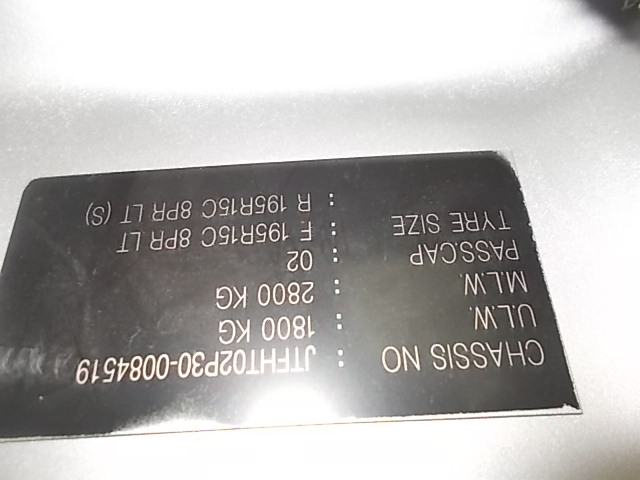 CHASSIS NO : JTFHT02P30-0084519
U.L.W. : 1800 KG
M.L.W. : 2800 KG
PASS.CAP : 02
TYRE SIZE : F. 195R15C 8PR LT
R 195R15C 8PR LT (S)